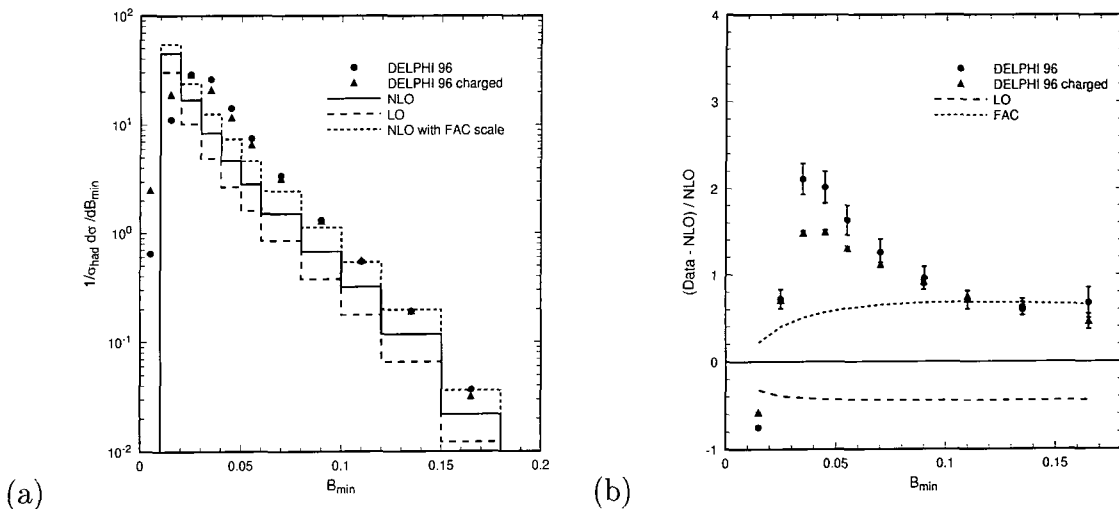 10²
10¹
10⁰
10⁻¹
10⁻²
1/σhad dσ/dBmin
DELPHI 96
DELPHI 96 charged
NLO
LO
NLO with FAC scale
0 0.05 0.1 0.15 0.2
Bmin
(a)
4
3
2
1
0
-1
(Data - NLO) / NLO
DELPHI 96
DELPHI 96 charged
LO
FAC
0 0.05 0.1 0.15
Bmin
(b)